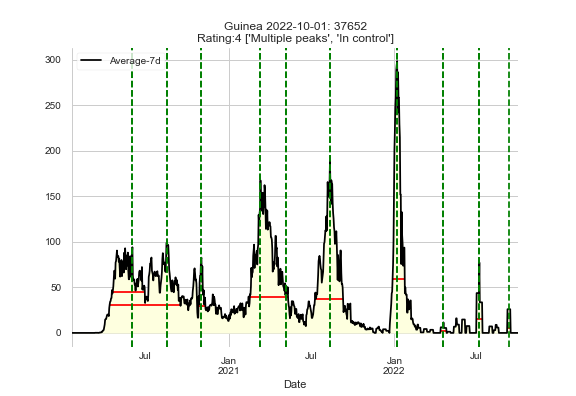 Guinea 2022-10-01: 37652
Rating:4 ['Multiple peaks', 'In control']
Average-7d
300
250
200
150
100
50
0
Jul
Jan
2021
Jul
Jan
2022
Jul
Date